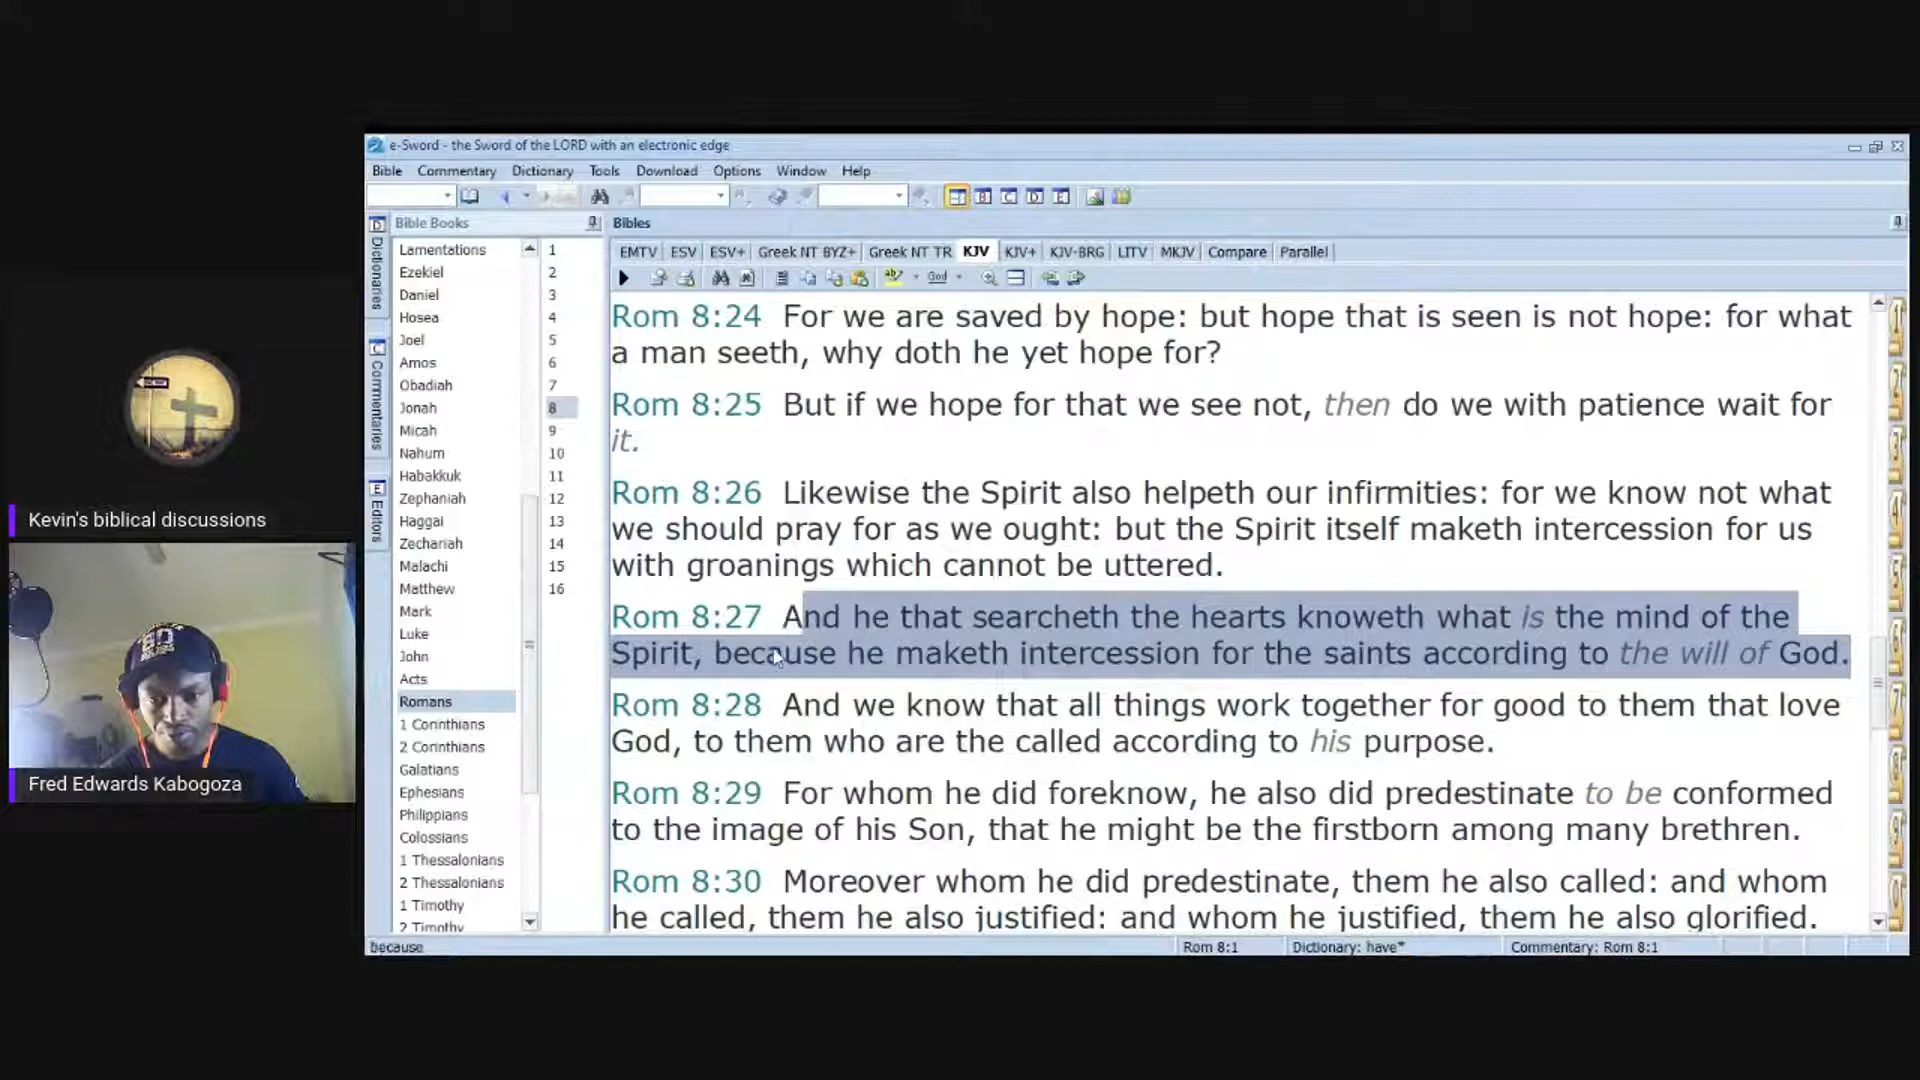 e-Sword - the Sword of the LORD with an electronic edge
Bible Commentary Dictionary Tools Download Options Window Help
B C D E
Bible Books
Bibles
D Dictionaries
C Commentaries
E Editors
Lamentations
Ezekiel
Daniel
Hosea
Joel
Amos
Obadiah
Jonah
Micah
Nahum
Habakkuk
Zephaniah
Haggai
Zechariah
Malachi
Matthew
Mark
Luke
John
Acts
Romans
1 Corinthians
2 Corinthians
Galatians
Ephesians
Philippians
Colossians
1 Thessalonians
2 Thessalonians
1 Timothy
2 Timothy
1
2
3
4
5
6
7
8
9
10
11
12
13
14
15
16
EMTV ESV ESV+ Greek NT BYZ+ Greek NT TR KJV KJV+ KJV-BRG LITV MKJV Compare Parallel
ab God
Rom 8:24 For we are saved by hope: but hope that is seen is not hope: for what
a man seeth, why doth he yet hope for?
Rom 8:25 But if we hope for that we see not, then do we with patience wait for
it.
Rom 8:26 Likewise the Spirit also helpeth our infirmities: for we know not what
we should pray for as we ought: but the Spirit itself maketh intercession for us
with groanings which cannot be uttered.
Rom 8:27 And he that searcheth the hearts knoweth what is the mind of the
Spirit, because he maketh intercession for the saints according to the will of God.
Rom 8:28 And we know that all things work together for good to them that love
God, to them who are the called according to his purpose.
Rom 8:29 For whom he did foreknow, he also did predestinate to be conformed
to the image of his Son, that he might be the firstborn among many brethren.
Rom 8:30 Moreover whom he did predestinate, them he also called: and whom
he called, them he also justified: and whom he justified, them he also glorified.
because
Rom 8:1
Dictionary: have*
Commentary: Rom 8:1
Kevin's biblical discussions
Fred Edwards Kabogoza